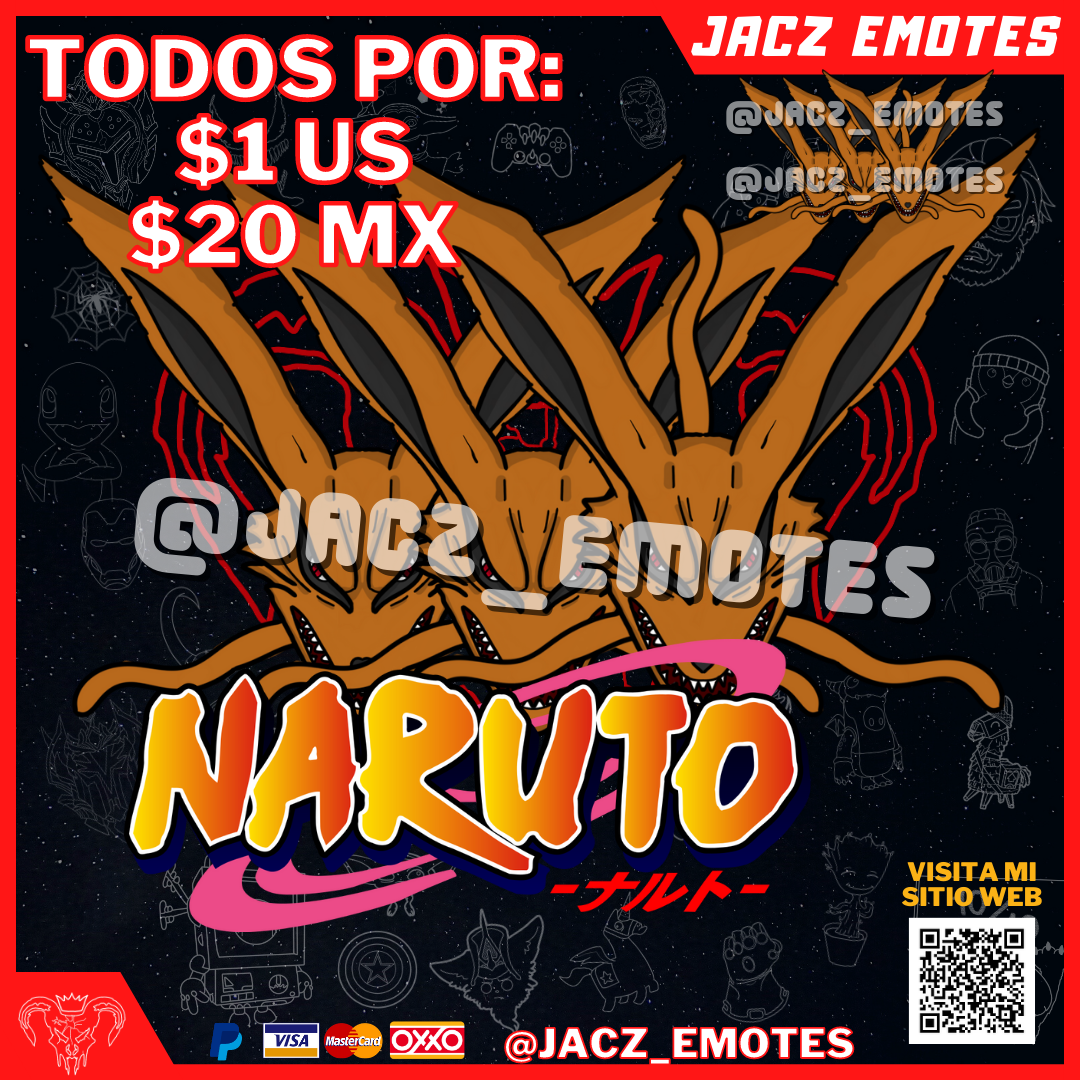 JACZ EMOTES
TODOS POR:
$1 US
$20 MX
@JACZ_EMOTES
@JACZ_EMOTES
@JACZ_EMOTES
NARUTO
-ナルト-
VISITA MI
SITIO WEB
VISA
MasterCard
OXXO
@JACZ_EMOTES